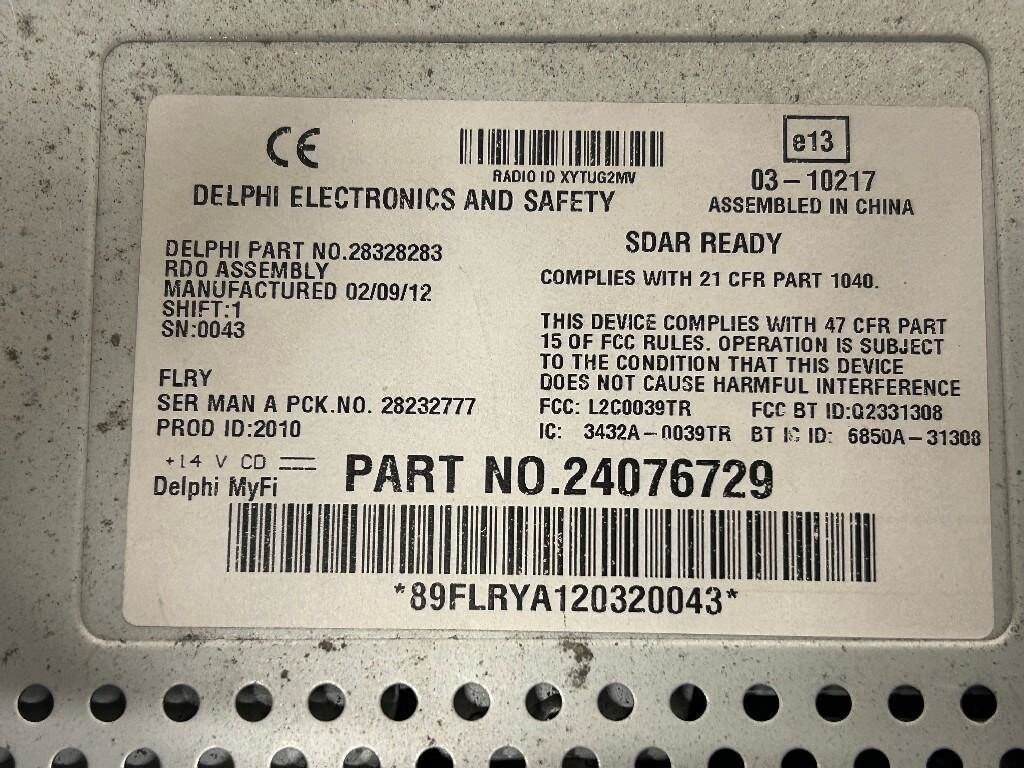 CE
RADIO ID XYTUG2MV
e13
03-10217
DELPHI ELECTRONICS AND SAFETY
ASSEMBLED IN CHINA
DELPHI PART NO.28328283
RDO ASSEMBLY
MANUFACTURED 02/09/12
SHIFT:1
SN:0043
SDAR READY
COMPLIES WITH 21 CFR PART 1040.
THIS DEVICE COMPLIES WITH 47 CFR PART
15 OF FCC RULES. OPERATION IS SUBJECT
TO THE CONDITION THAT THIS DEVICE
DOES NOT CAUSE HARMFUL INTERFERENCE
FLRY
SER MAN A PCK.NO. 28232777
PROD ID:2010
FCC: L2C0039TR FCC BT ID:Q2331308
IC: 3432A-0039TR BT IC ID: 6850A-31308
+14 V CD
Delphi MyFi
PART NO.24076729
*89FLRYA120320043*